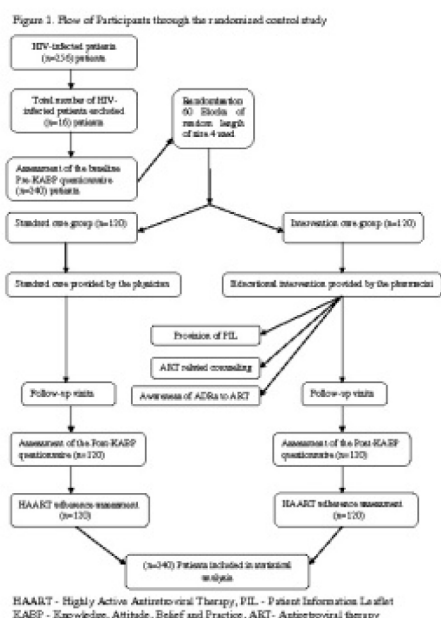 Figure 1. Flow of Participants through the randomized control study
HIV-infected patients
(n=256) patients
Total number of HIV-
infected patients excluded
(n=16) patients
Randomization
60 Blocks of
random length
of size 4 used
Assessment of the baseline
Pre-KABP questionnaire
(n=240) patients
Standard care group (n=120)
Intervention care group (n=120)
Standard care provided by the physician
Educational intervention provided by the pharmacist
Provision of PIL
ART related counseling
Awareness of ADRs to ART
Follow-up visits
Follow-up visits
Assessment of the Post-KABP
questionnaire (n=120)
Assessment of the Post-KABP
questionnaire (n=120)
HAART adherence assessment
(n=120)
HAART adherence assessment
(n=120)
(n=240) Patients included in statistical
analysis
HAART - Highly Active Antiretroviral Therapy, PIL - Patient Information Leaflet
KABP - Knowledge, Attitude, Belief and Practice, ART- Antiretroviral therapy